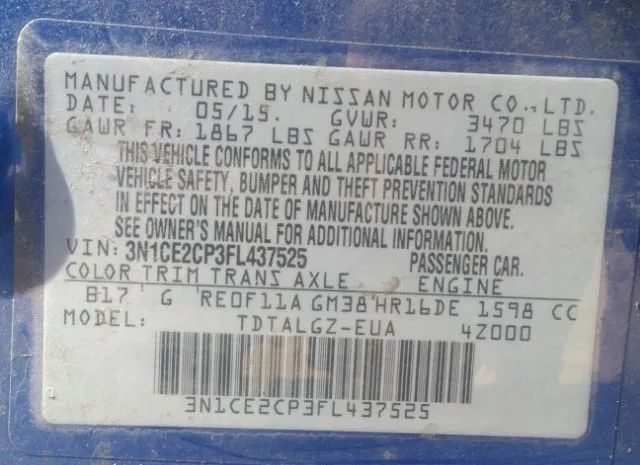 MANUFACTURED BY NISSAN MOTOR CO.,LTD.
DATE: 05/15. GVWR: 3470 LBS
GAWR FR: 1867 LBS GAWR RR: 1704 LBS
THIS VEHICLE CONFORMS TO ALL APPLICABLE FEDERAL MOTOR
VEHICLE SAFETY, BUMPER AND THEFT PREVENTION STANDARDS
IN EFFECT ON THE DATE OF MANUFACTURE SHOWN ABOVE.
SEE OWNER'S MANUAL FOR ADDITIONAL INFORMATION.
VIN: 3N1CE2CP3FL437525 PASSENGER CAR.
COLOR TRIM TRANS AXLE ENGINE
B17 G RE0F11A GM38 HR16DE 1598 CC
MODEL: TDTALGZ-EUA 4Z000
3N1CE2CP3FL437525